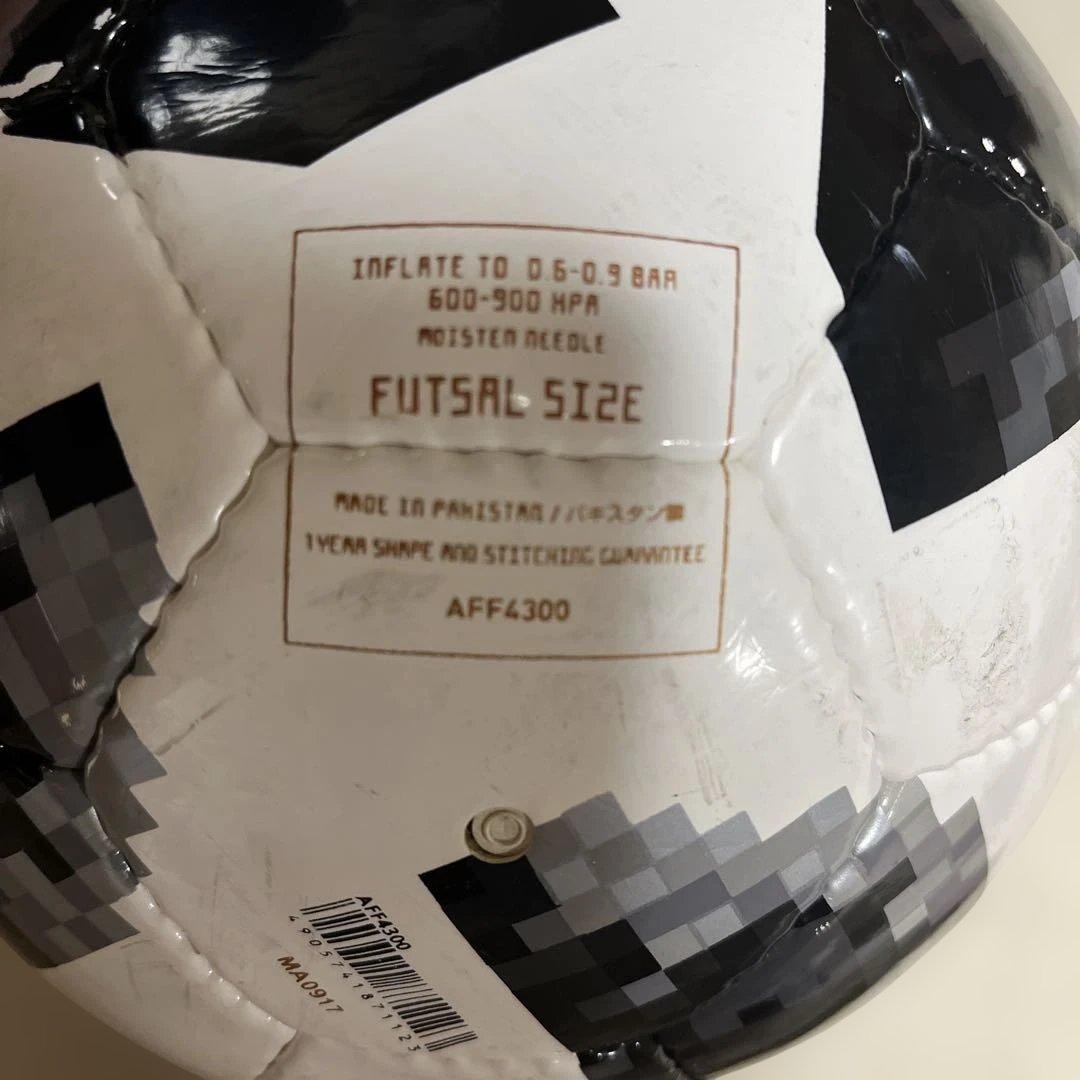 INFLATE TO 0.6-0.9 BAR
600-900 HPA
MOISTEN NEEDLE
FUTSAL SIZE
MADE IN PAKISTAN / パキスタン製
1 YEAR SHAPE AND STITCHING GUARANTEE
AFF4300
AFF4300
4905741871123
MA0917